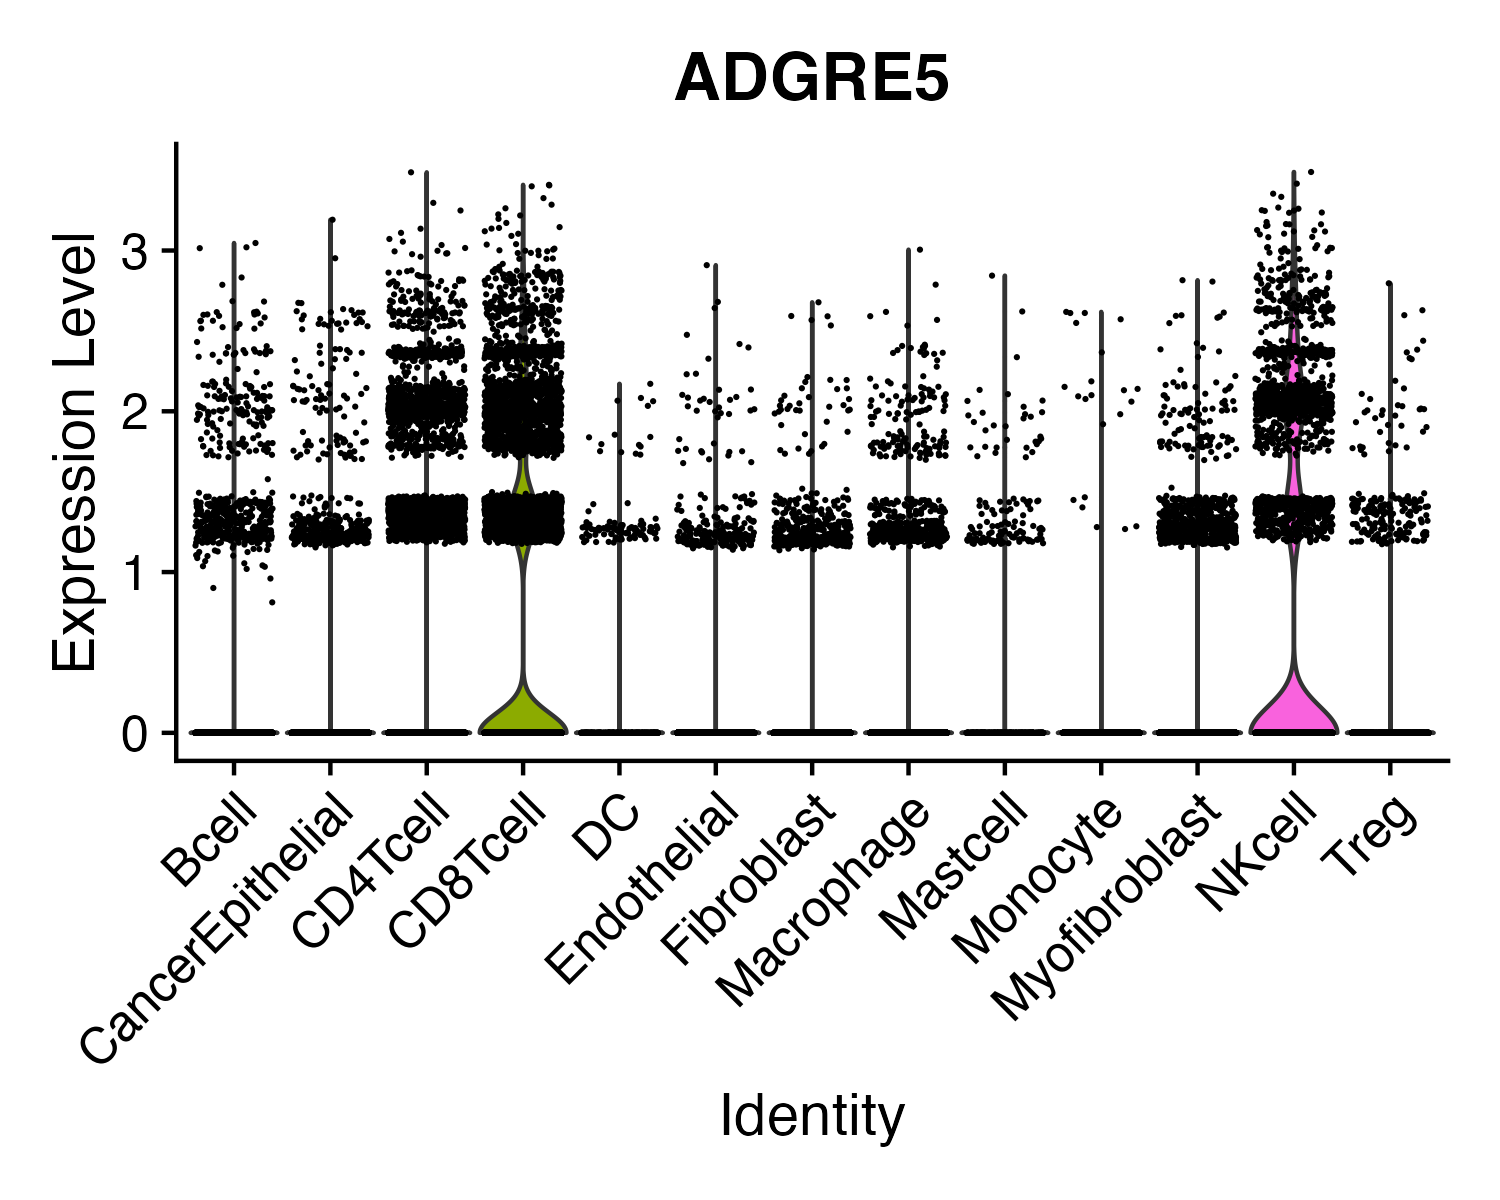 ADGRE5
Expression Level
3
2
1
0
Bcell
CancerEpithelial
CD4Tcell
CD8Tcell
DC
Endothelial
Fibroblast
Macrophage
Mastcell
Monocyte
Myofibroblast
NKcell
Treg
Identity